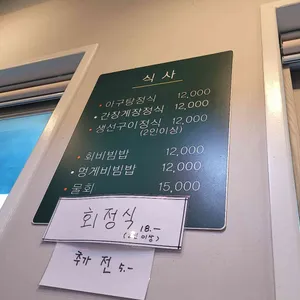 식사
아구탕정식 12,000
간장게장정식 12,000
생선구이정식 12,000
(2인이상)
회비빔밥 12,000
멍게비빔밥 12,000
물회 15,000
회정식 18.-
추가 전 5.-